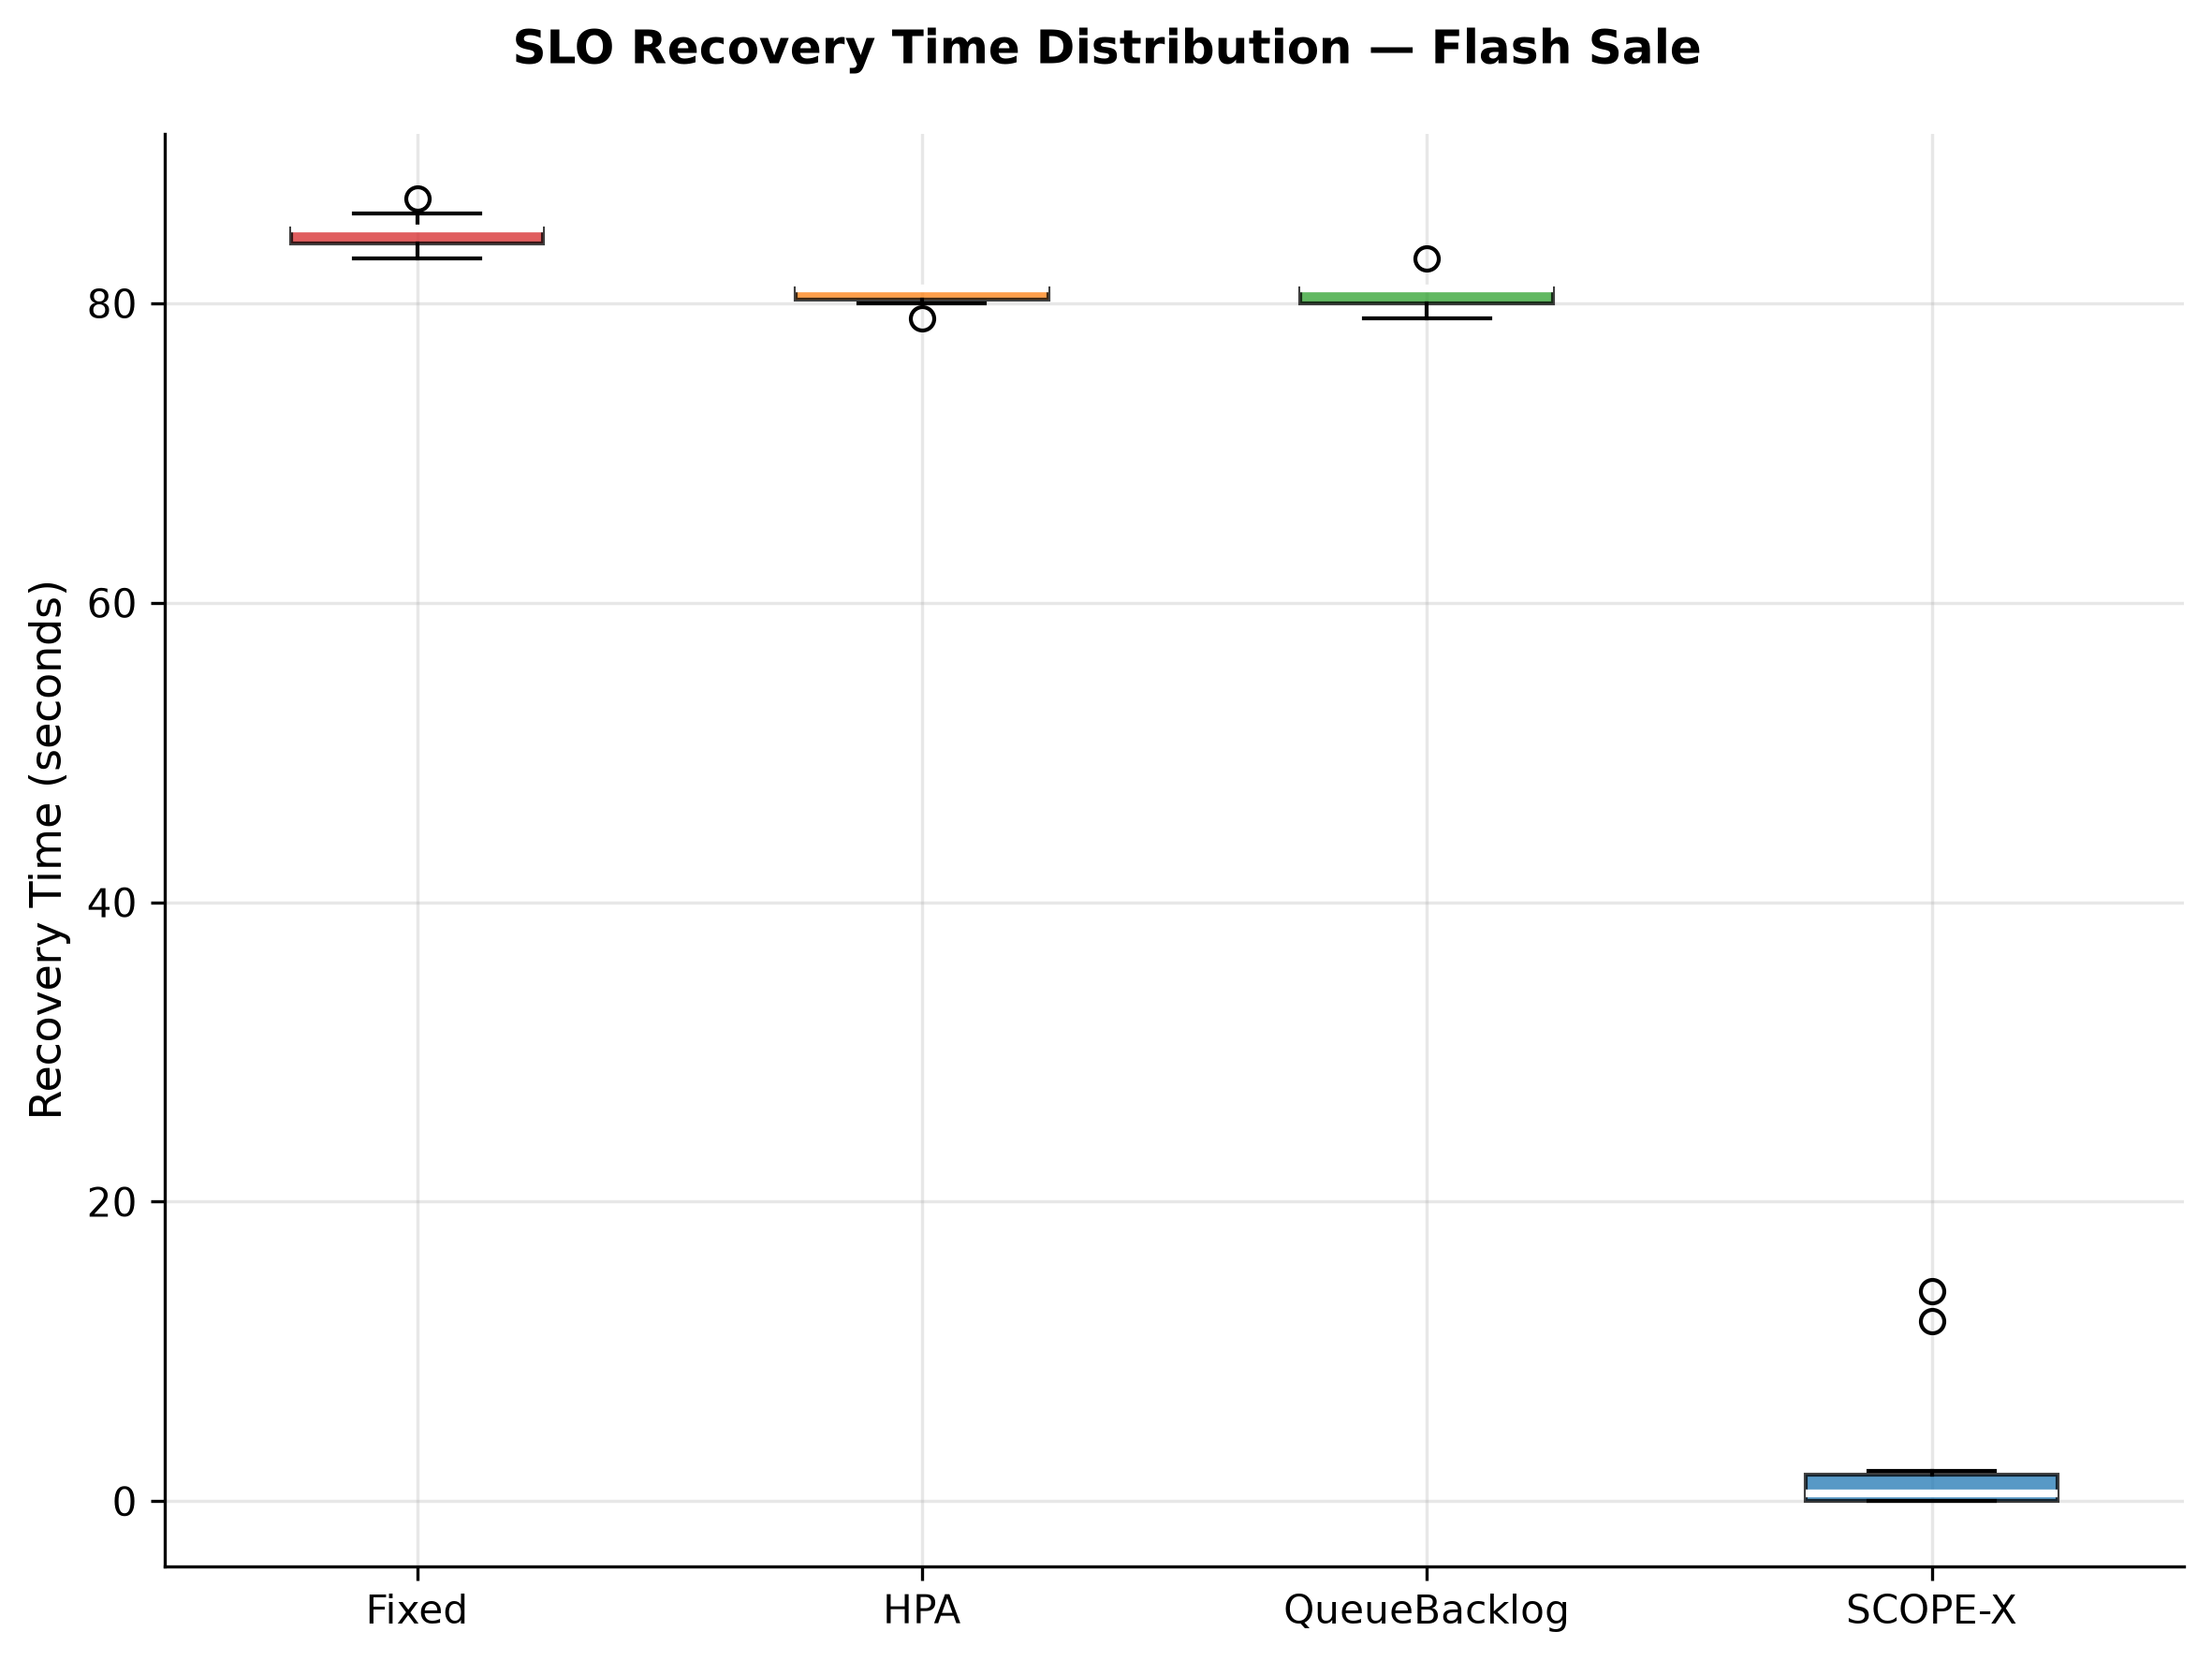 SLO Recovery Time Distribution — Flash Sale
Recovery Time (seconds)
80
60
40
20
0
Fixed
HPA
QueueBacklog
SCOPE-X